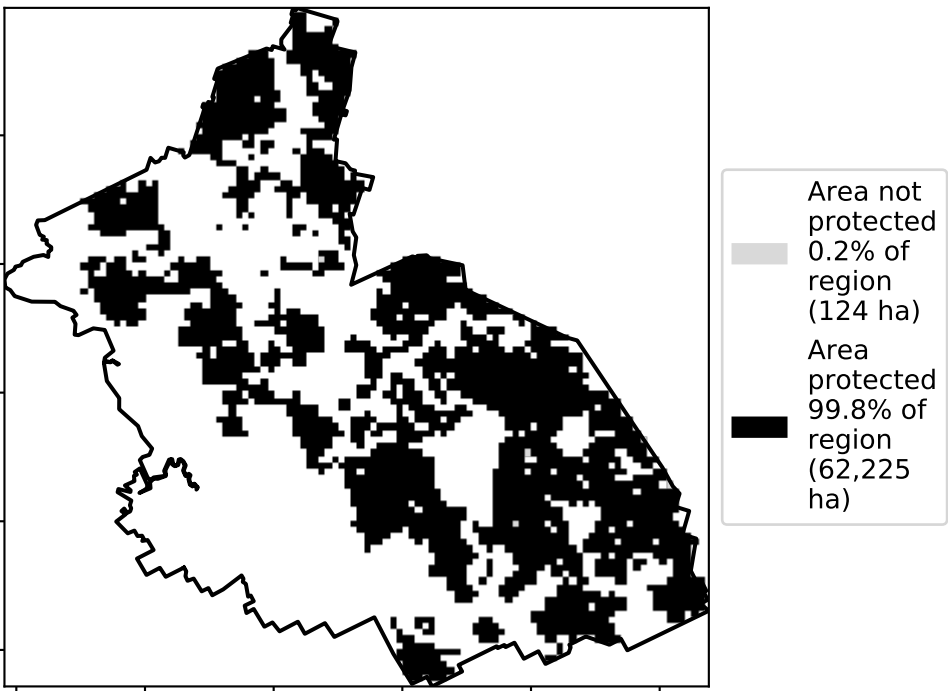 Area not
protected
0.2% of
region
(124 ha)
Area
protected
99.8% of
region
(62,225
ha)